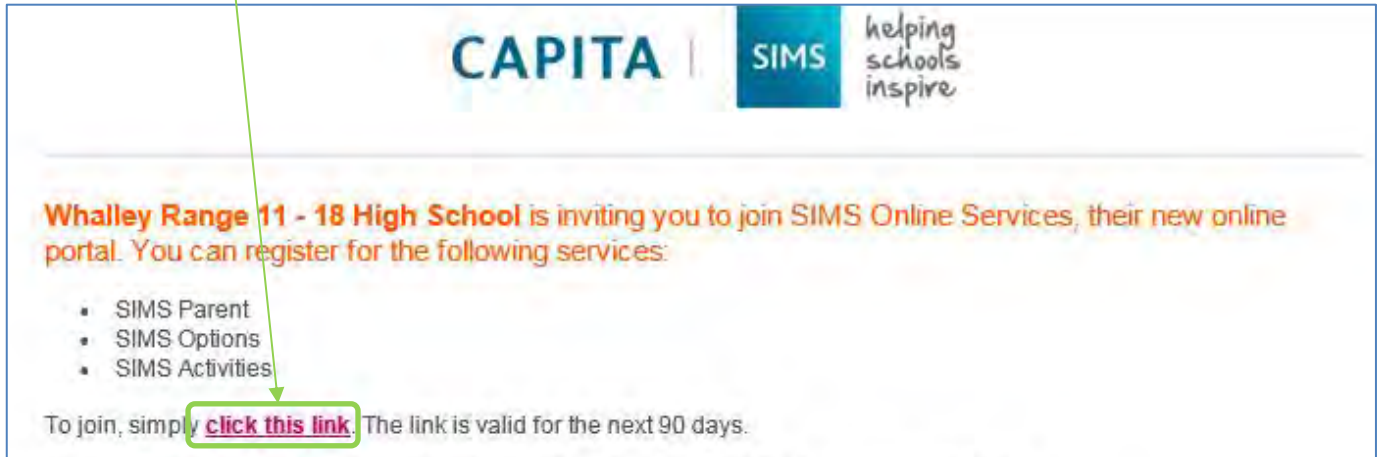 CAPITA
SIMS
helping
schools
inspire
Whalley Range 11 - 18 High School is inviting you to join SIMS Online Services, their new online
portal. You can register for the following services:
• SIMS Parent
• SIMS Options
• SIMS Activities
To join, simply click this link. The link is valid for the next 90 days.